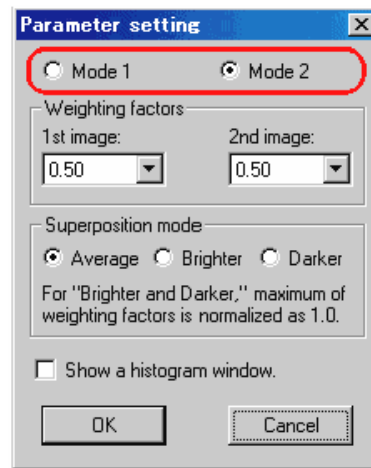 Parameter setting
Mode 1 Mode 2
Weighting factors
1st image: 2nd image:
0.50 0.50
Superposition mode
Average Brighter Darker
For "Brighter and Darker," maximum of
weighting factors is normalized as 1.0.
Show a histogram window.
OK Cancel